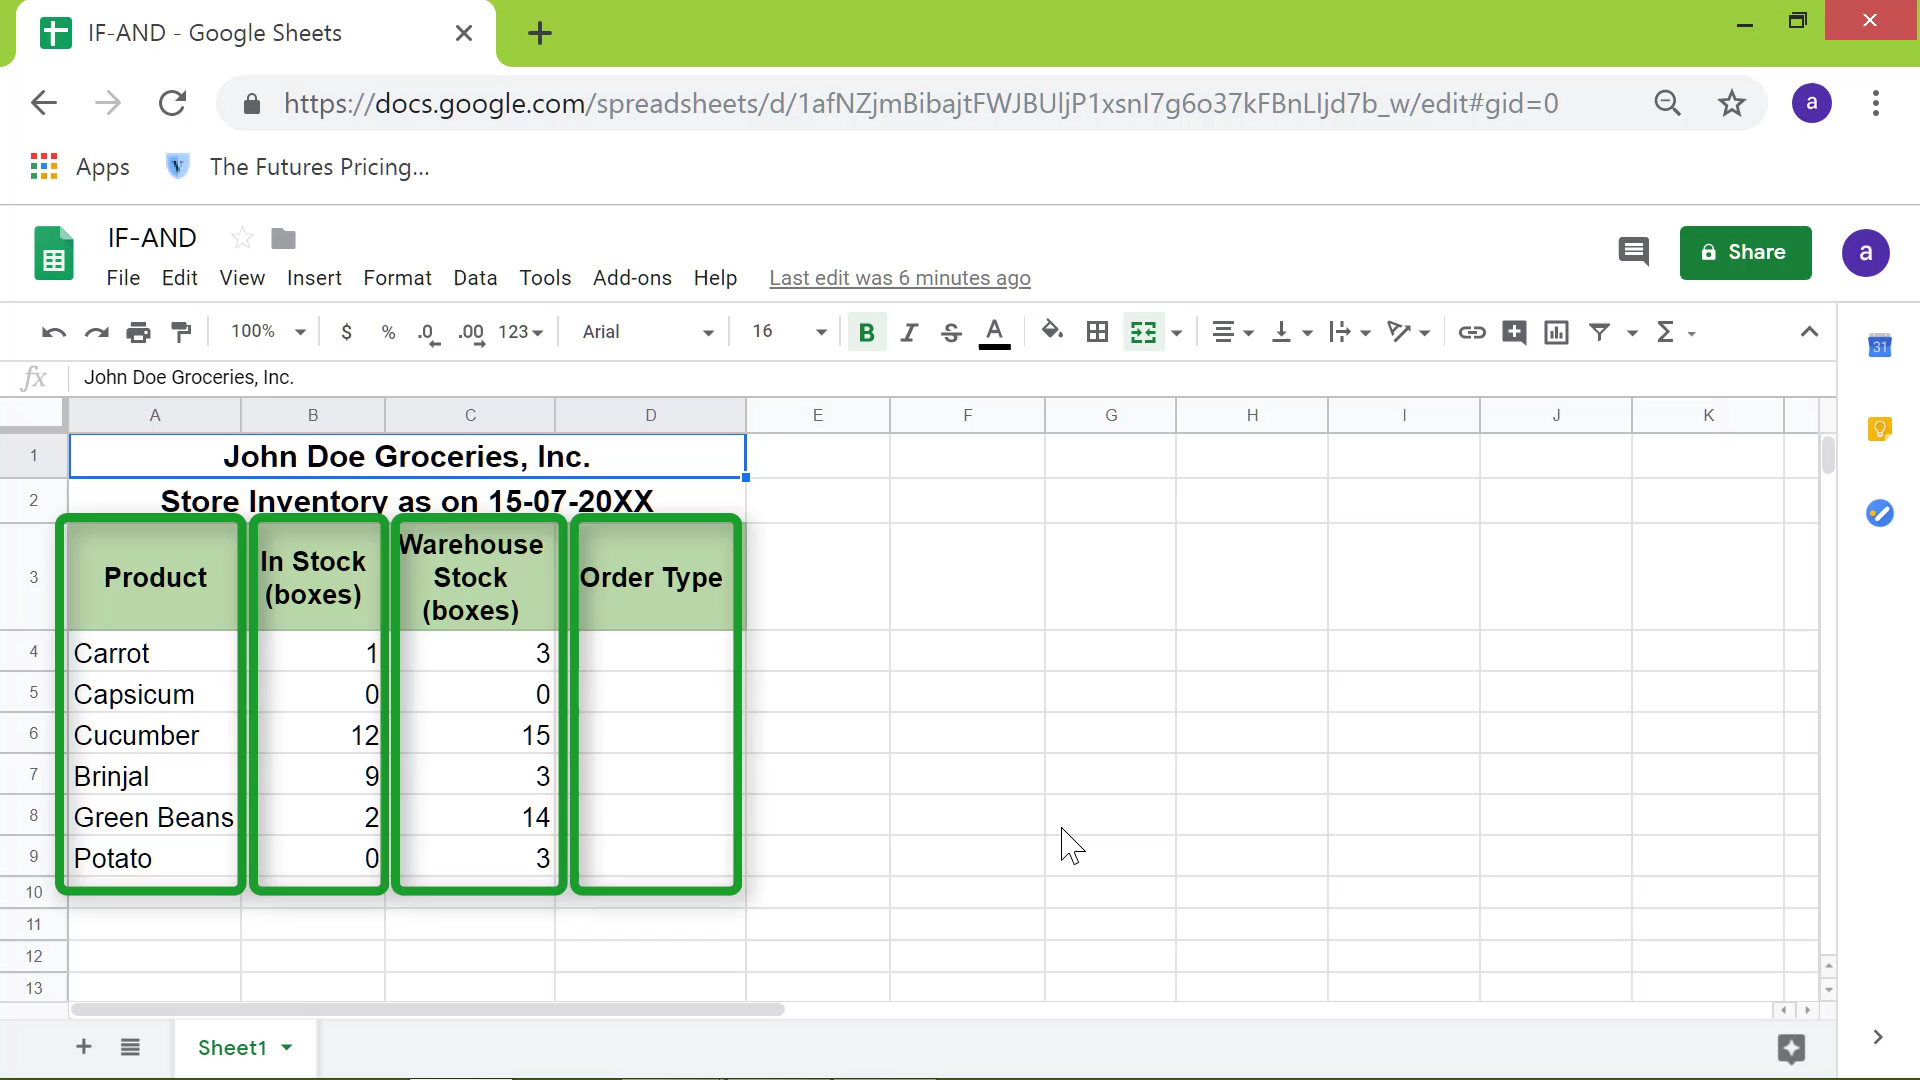 IF-AND - Google Sheets
https://docs.google.com/spreadsheets/d/1afNZjmBibajtFWJBUljP1xsnI7g6o37kFBnLIjd7b_w/edit#gid=0
a
Apps
V
The Futures Pricing...
IF-AND
Share
a
File Edit View Insert Format Data Tools Add-ons Help Last edit was 6 minutes ago
100% $ % .0 .00 123 Arial 16 B I S A Σ
31
fx John Doe Groceries, Inc.
A B C D E F G H I J K
1 John Doe Groceries, Inc.
2 Store Inventory as on 15-07-20XX
3 Product In Stock (boxes) Warehouse Stock (boxes) Order Type
4 Carrot 1 3
5 Capsicum 0 0
6 Cucumber 12 15
7 Brinjal 9 3
8 Green Beans 2 14
9 Potato 0 3
10
11
12
13
Sheet1